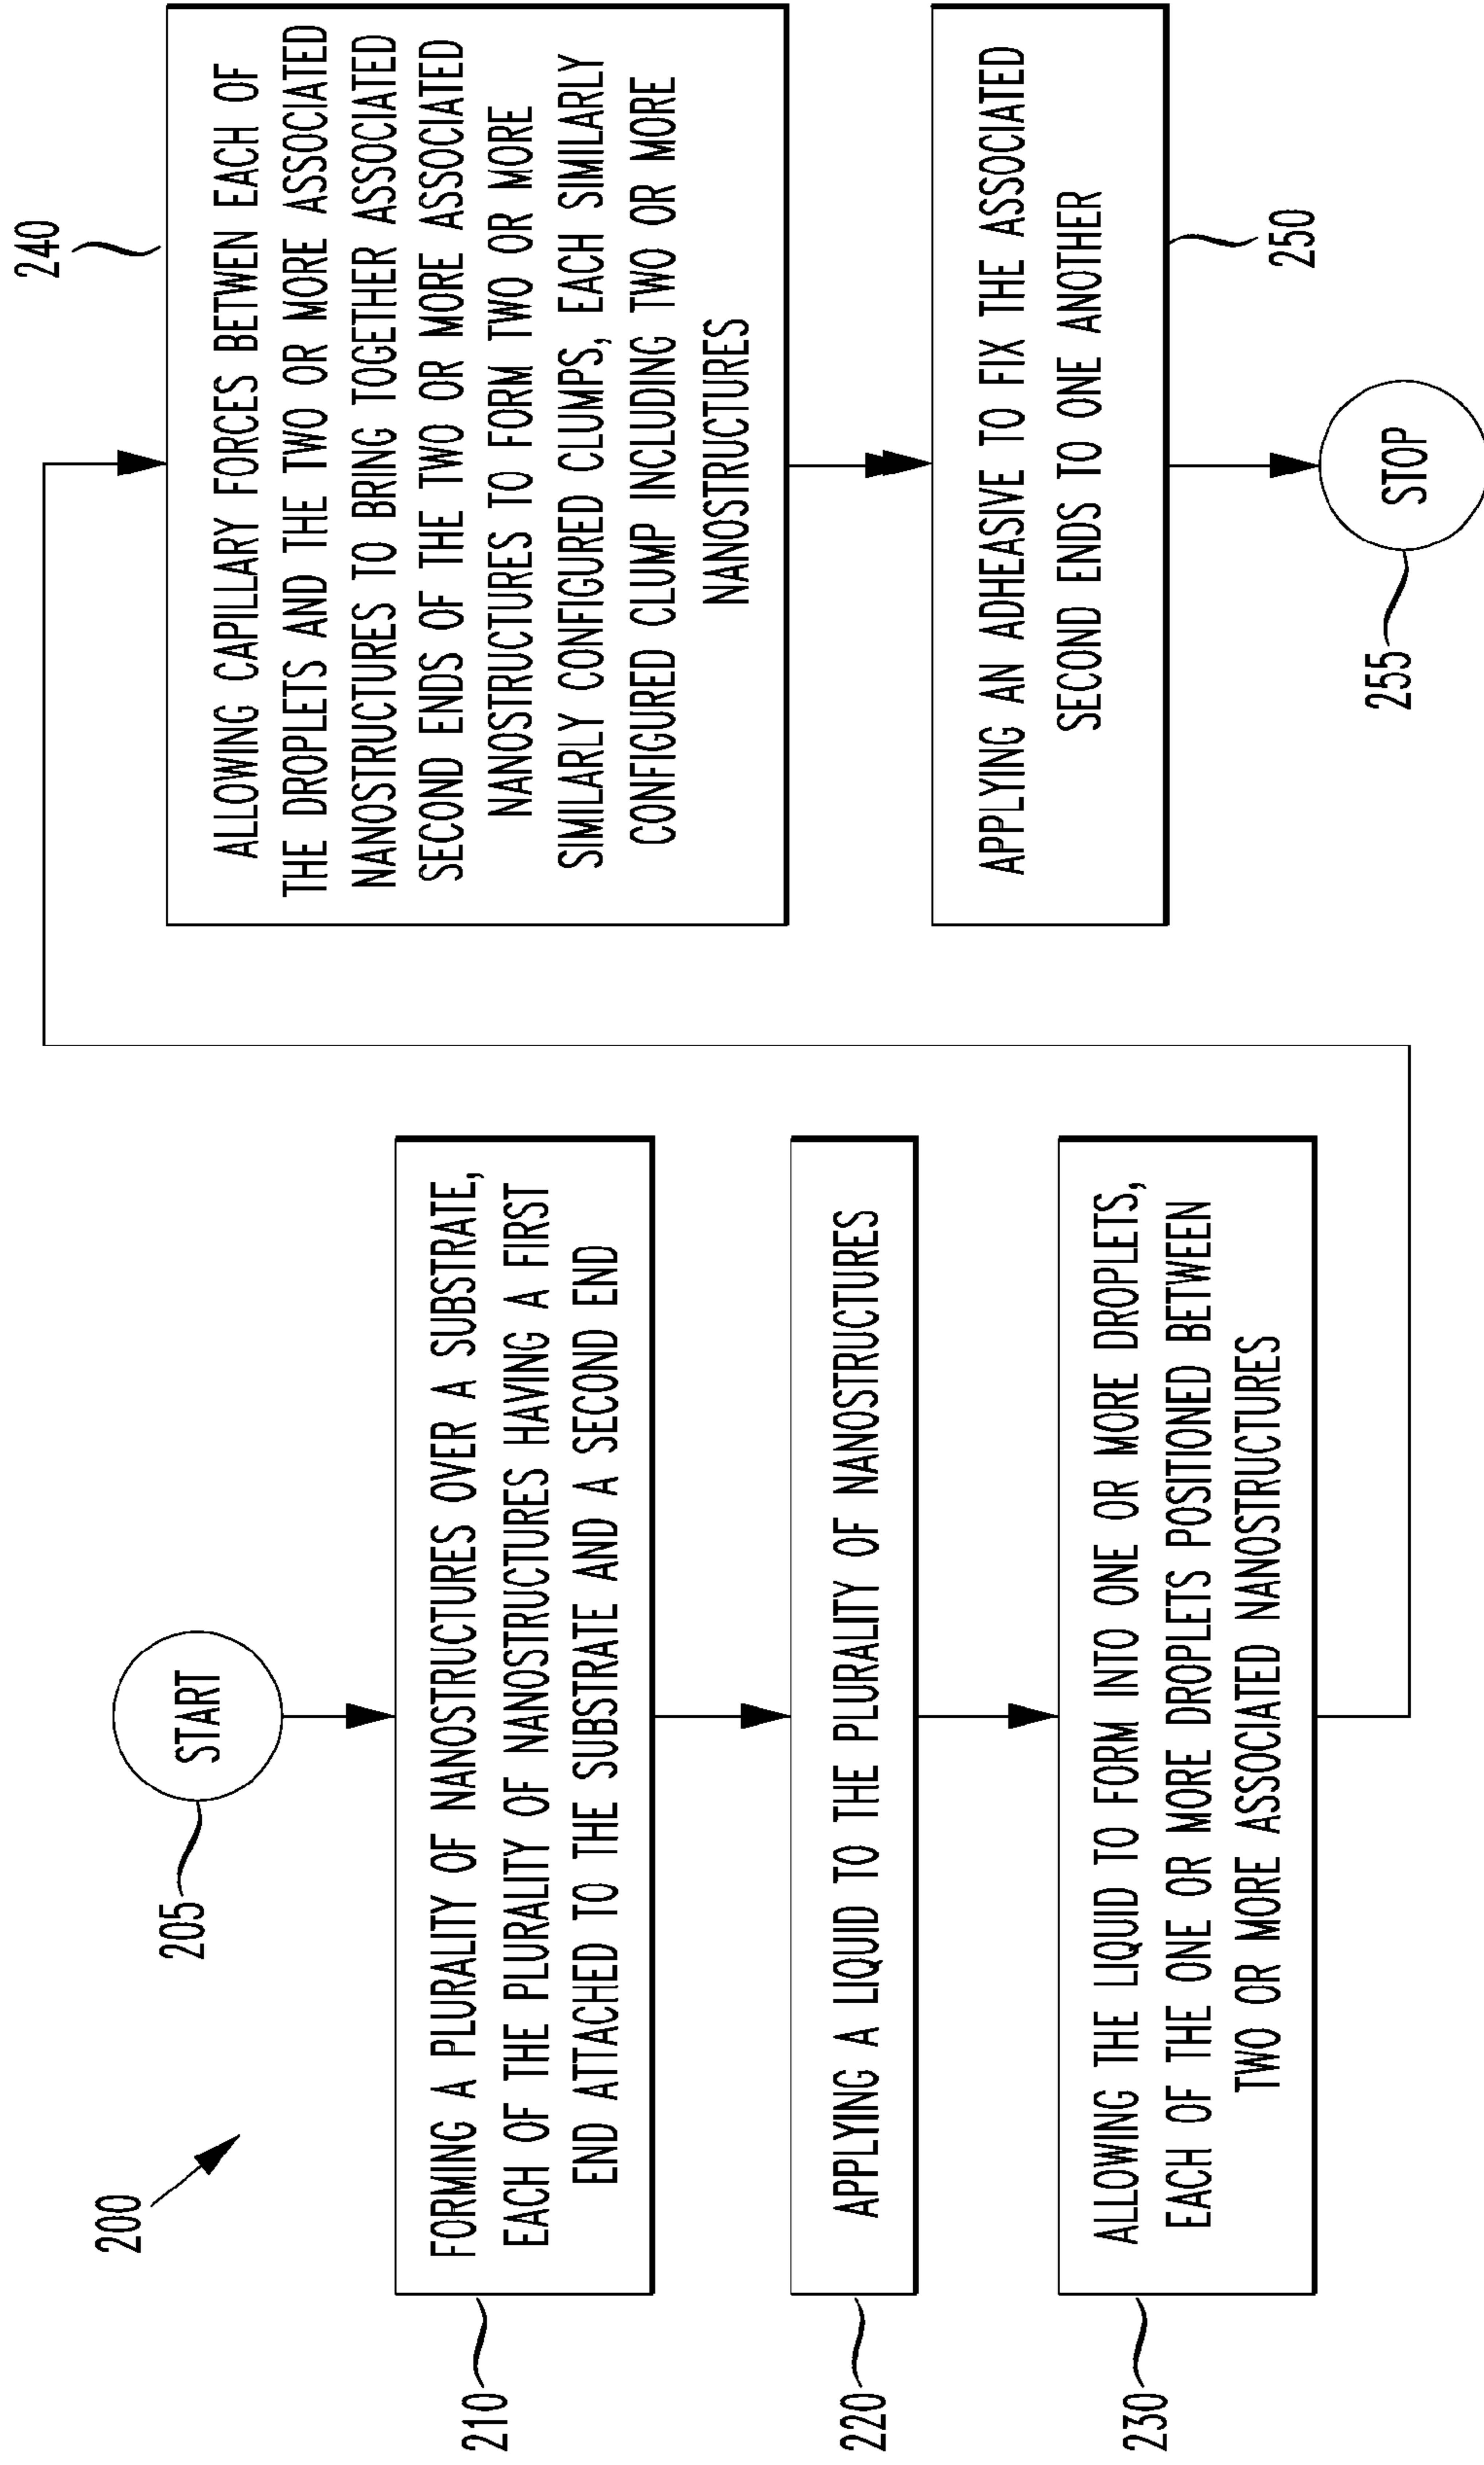 200
205
START
210
FORMING A PLURALITY OF NANOSTRUCTURES OVER A SUBSTRATE,
EACH OF THE PLURALITY OF NANOSTRUCTURES HAVING A FIRST
END ATTACHED TO THE SUBSTRATE AND A SECOND END
220
APPLYING A LIQUID TO THE PLURALITY OF NANOSTRUCTURES
230
ALLOWING THE LIQUID TO FORM INTO ONE OR MORE DROPLETS,
EACH OF THE ONE OR MORE DROPLETS POSITIONED BETWEEN
TWO OR MORE ASSOCIATED NANOSTRUCTURES
240
ALLOWING CAPILLARY FORCES BETWEEN EACH OF
THE DROPLETS AND THE TWO OR MORE ASSOCIATED
NANOSTRUCTURES TO BRING TOGETHER ASSOCIATED
SECOND ENDS OF THE TWO OR MORE ASSOCIATED
NANOSTRUCTURES TO FORM TWO OR MORE
SIMILARLY CONFIGURED CLUMPS, EACH SIMILARLY
CONFIGURED CLUMP INCLUDING TWO OR MORE
NANOSTRUCTURES
APPLYING AN ADHEASIVE TO FIX THE ASSOCIATED
SECOND ENDS TO ONE ANOTHER
250
255
STOP